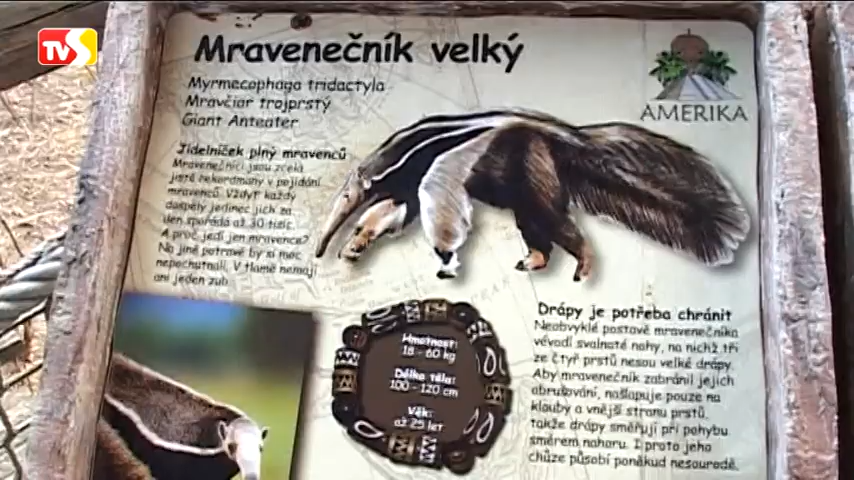 TVS
Mravenečník velký
Myrmecophaga tridactyla
Mravčiar trojprstý
Giant Anteater
AMERIKA
Jídelníček plný mravenců
Mravenečníci jsou zcela
jistě rekordmany v pojídání
mravenců. Vždyť každý
dospělý jedinec jich za
den spořádá až 30 tisíc.
A proč jedí jen mravence?
Na jiné potravě by si moc
nepochutnali. V tlamě nemají
ani jeden zub.
Hmotnost:
18 - 60 kg
Délka těla:
100 - 120 cm
Věk:
až 25 let
Drápy je potřeba chránit
Neobvyklé postavě mravenečníka
vévodí svalnaté nohy, na nichž tři
ze čtyř prstů nesou velké drápy.
Aby mravenečník zabránil jejich
obrušování, našlapuje pouze na
klouby a vnější stranu prstů,
takže drápy směřují při pohybu
směrem nahoru. I proto jeho
chůze působí poněkud nesourodě.